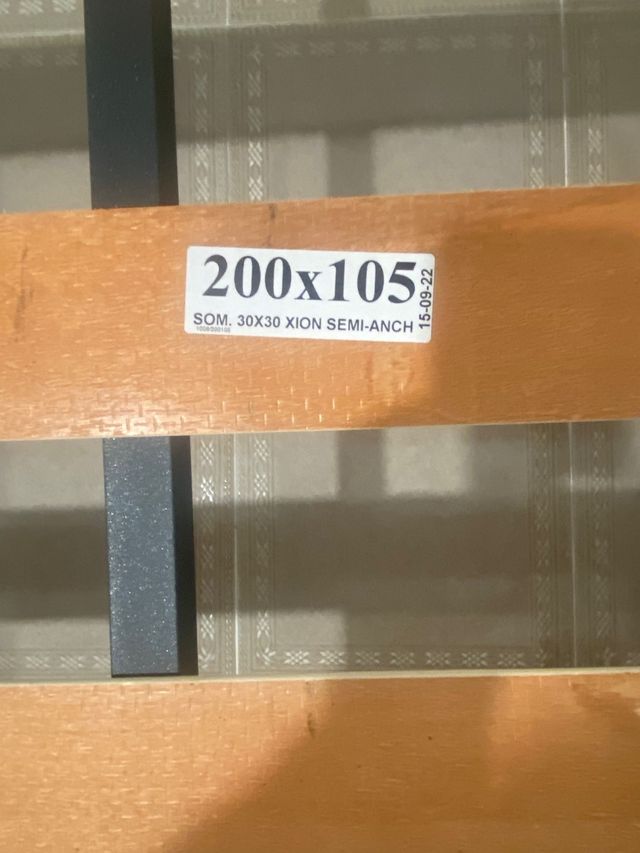 200x105
SOM. 30X30 XION SEMI-ANCH
15-09-22